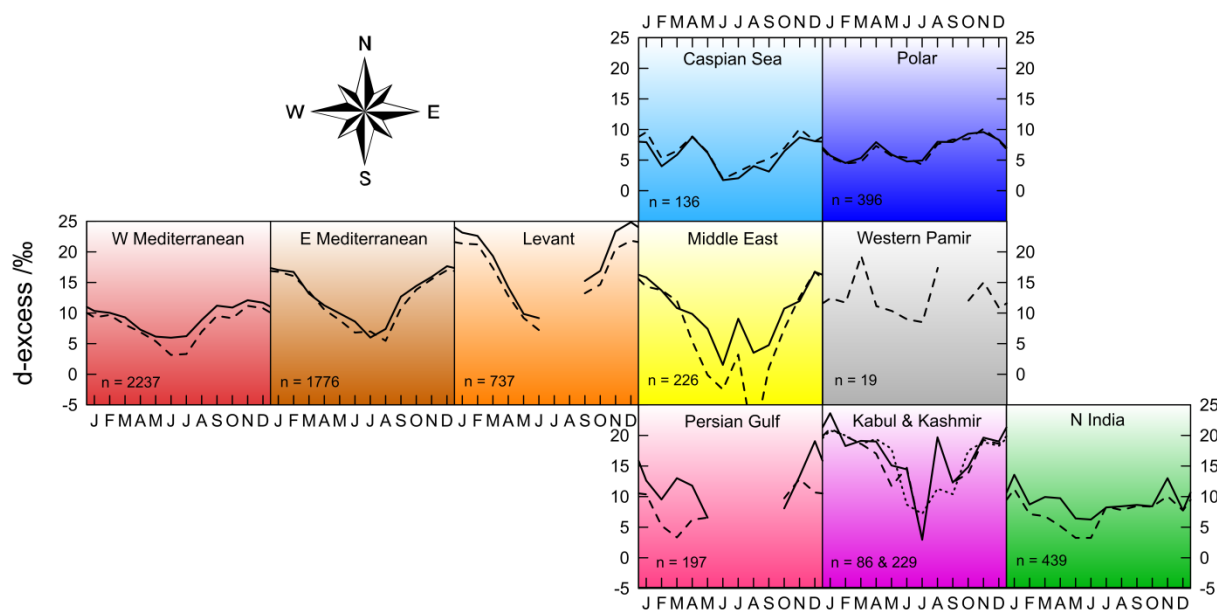 J F M A M J J A S O N D J F M A M J J A S O N D
N
W E
S
25 Caspian Sea Polar 25
20 20
15 15
10 10
5 5
0 0
n = 136 n = 396
d-excess /‰
25 W Mediterranean E Mediterranean Levant Middle East Western Pamir
20 20
15 15
10 10
5 5
0 0
-5
n = 2237 n = 1776 n = 737 n = 226 n = 19
J F M A M J J A S O N D J F M A M J J A S O N D J F M A M J J A S O N D
25
Persian Gulf Kabul & Kashmir N India
20 20
15 15
10 10
5 5
0 0
-5 -5
n = 197 n = 86 & 229 n = 439
J F M A M J J A S O N D J F M A M J J A S O N D J F M A M J J A S O N D